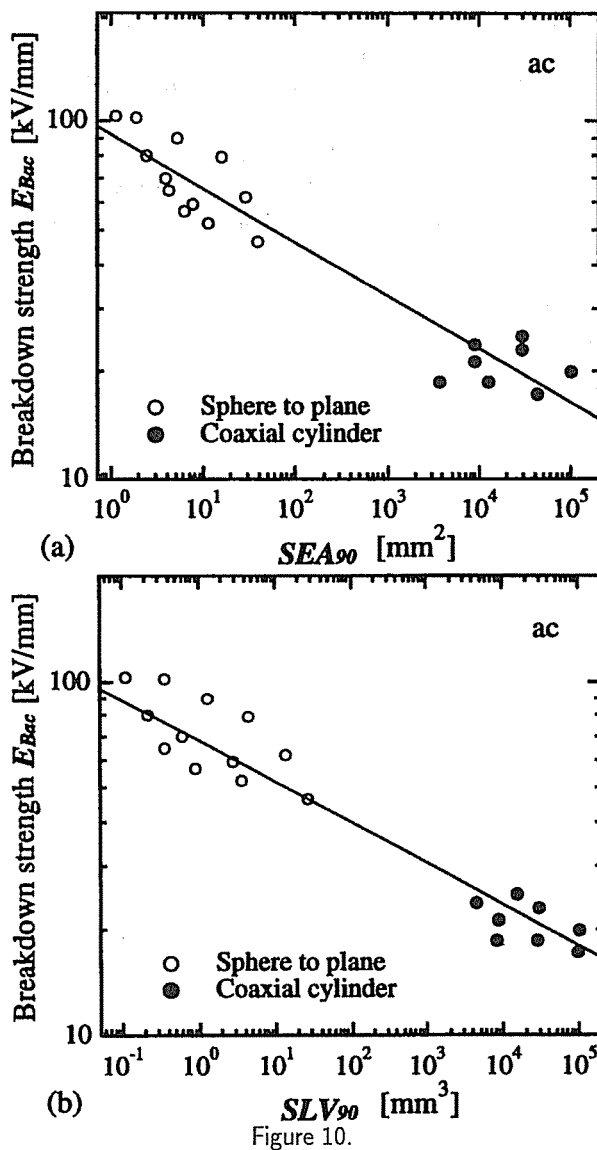 ac
Breakdown strength E_Bac [kV/mm]
100
10
Sphere to plane
Coaxial cylinder
10^0 10^1 10^2 10^3 10^4 10^5
(a) SEA_90 [mm^2]
ac
Breakdown strength E_Bac [kV/mm]
100
10
Sphere to plane
Coaxial cylinder
10^-1 10^0 10^1 10^2 10^3 10^4 10^5
(b) SLV_90 [mm^3]
Figure 10.